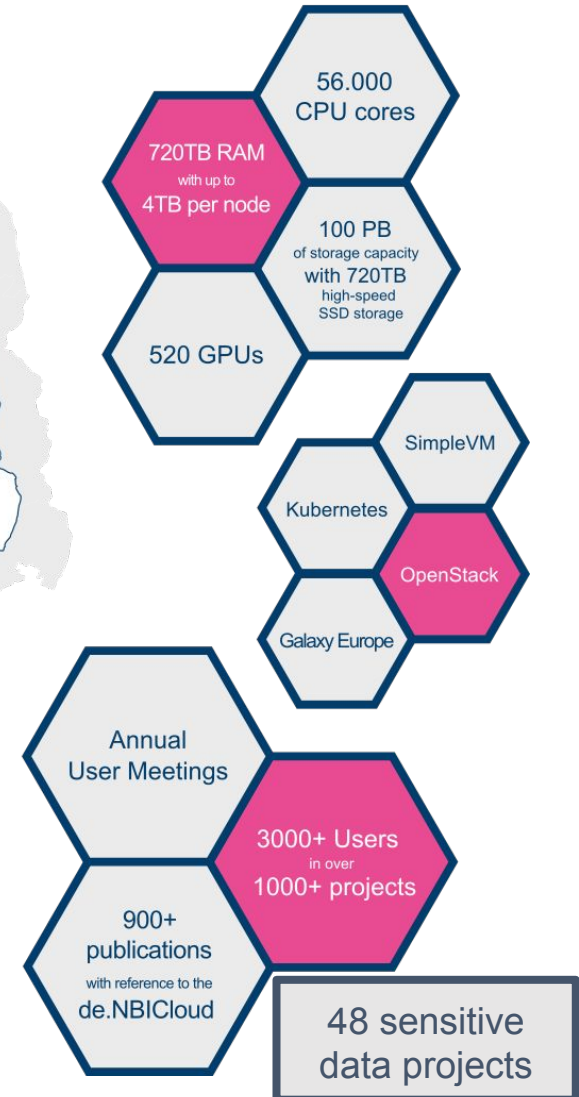 56.000
CPU cores
720TB RAM
with up to
4TB per node
100 PB
of storage capacity
with 720TB
high-speed
SSD storage
520 GPUs
SimpleVM
Kubernetes
OpenStack
Galaxy Europe
Annual
User Meetings
3000+ Users
in over
1000+ projects
900+
publications
with reference to the
de.NBICloud
48 sensitive
data projects